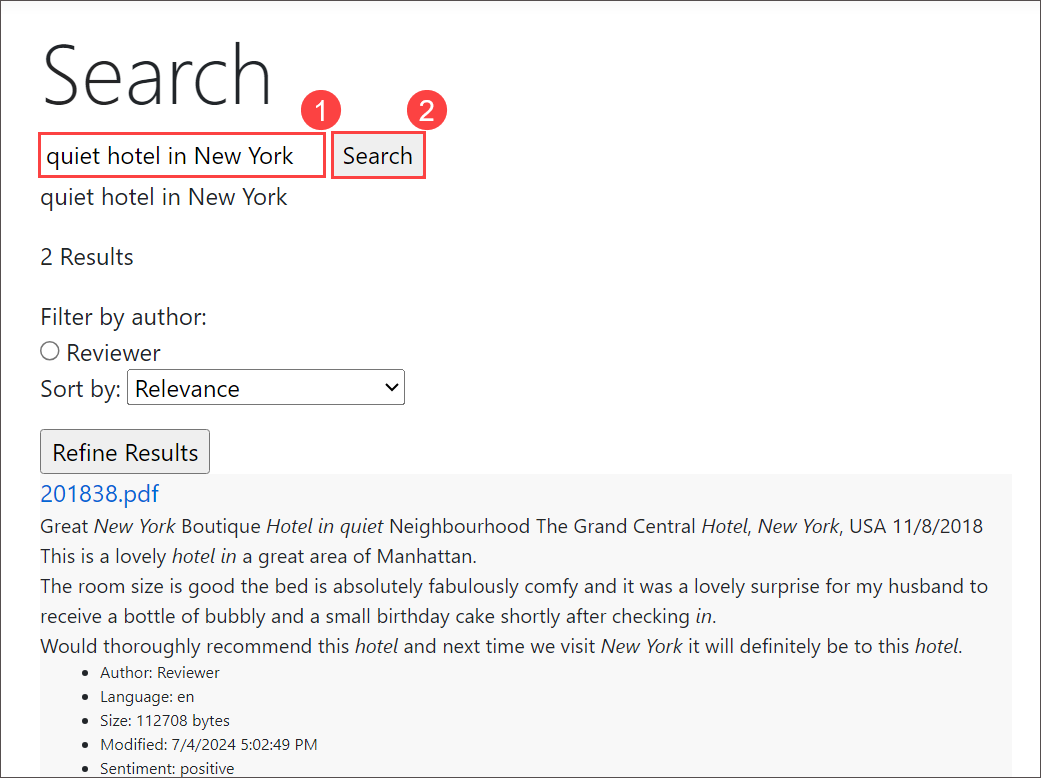 Search
1
2
quiet hotel in New York
Search
quiet hotel in New York
2 Results
Filter by author:
Reviewer
Sort by: Relevance
Refine Results
201838.pdf
Great New York Boutique Hotel in quiet Neighbourhood The Grand Central Hotel, New York, USA 11/8/2018
This is a lovely hotel in a great area of Manhattan.
The room size is good the bed is absolutely fabulously comfy and it was a lovely surprise for my husband to
receive a bottle of bubbly and a small birthday cake shortly after checking in.
Would thoroughly recommend this hotel and next time we visit New York it will definitely be to this hotel.
Author: Reviewer
Language: en
Size: 112708 bytes
Modified: 7/4/2024 5:02:49 PM
Sentiment: positive